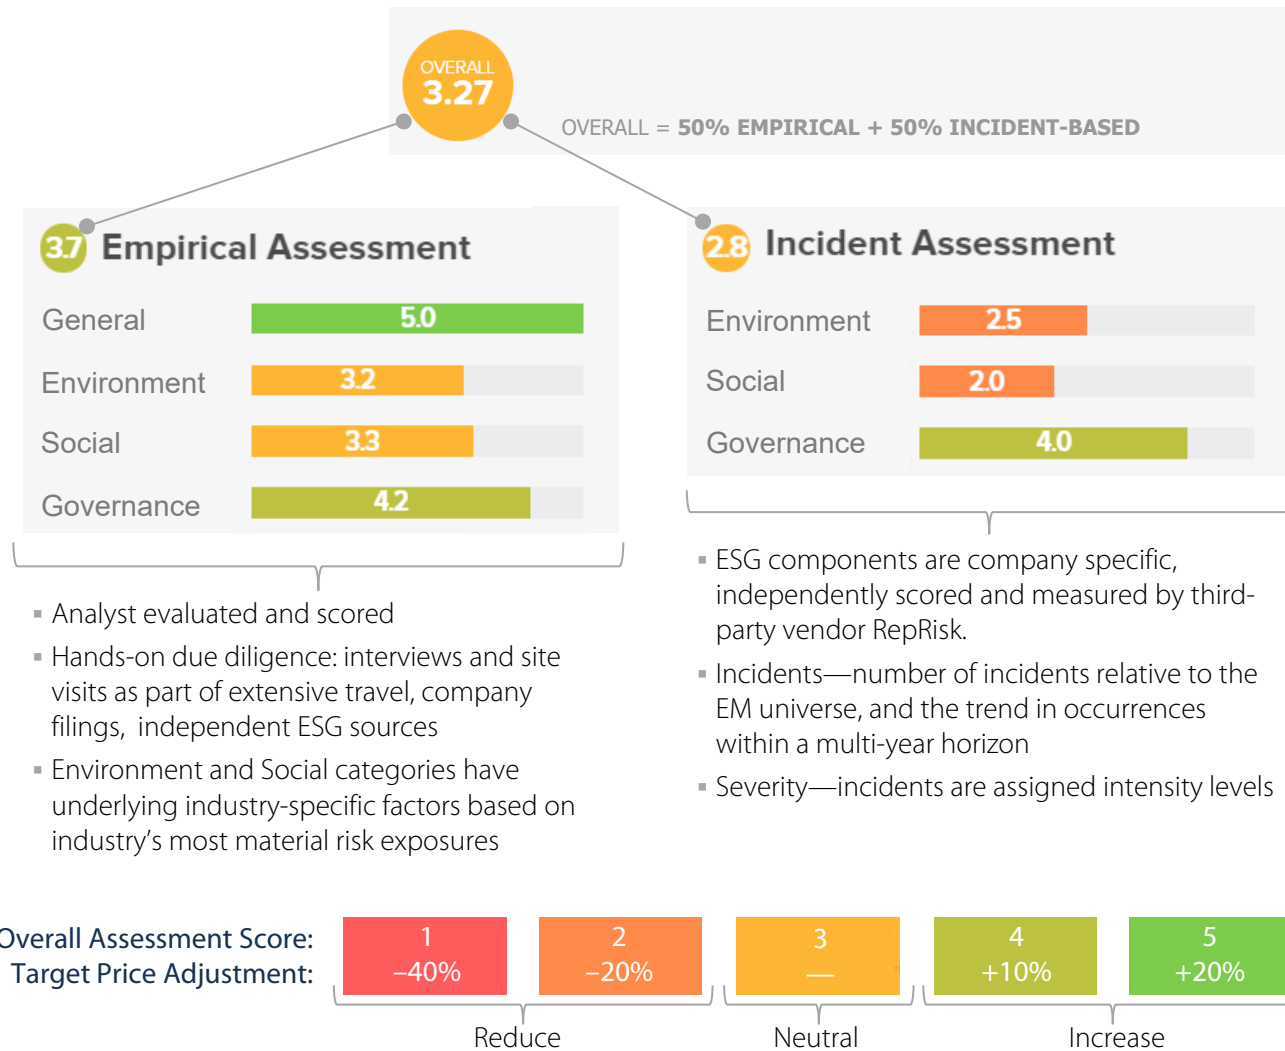 OVERALL
3.27
OVERALL = 50% EMPIRICAL + 50% INCIDENT-BASED
3.7 Empirical Assessment
General 5.0
Environment 3.2
Social 3.3
Governance 4.2
2.8 Incident Assessment
Environment 2.5
Social 2.0
Governance 4.0
▪ Analyst evaluated and scored
▪ Hands-on due diligence: interviews and site
visits as part of extensive travel, company
filings, independent ESG sources
▪ Environment and Social categories have
underlying industry-specific factors based on
industry’s most material risk exposures
▪ ESG components are company specific,
independently scored and measured by third-
party vendor RepRisk.
▪ Incidents—number of incidents relative to the
EM universe, and the trend in occurrences
within a multi-year horizon
▪ Severity—incidents are assigned intensity levels
Overall Assessment Score: 1 2 3 4 5
Target Price Adjustment: –40% –20% — +10% +20%
Reduce Neutral Increase